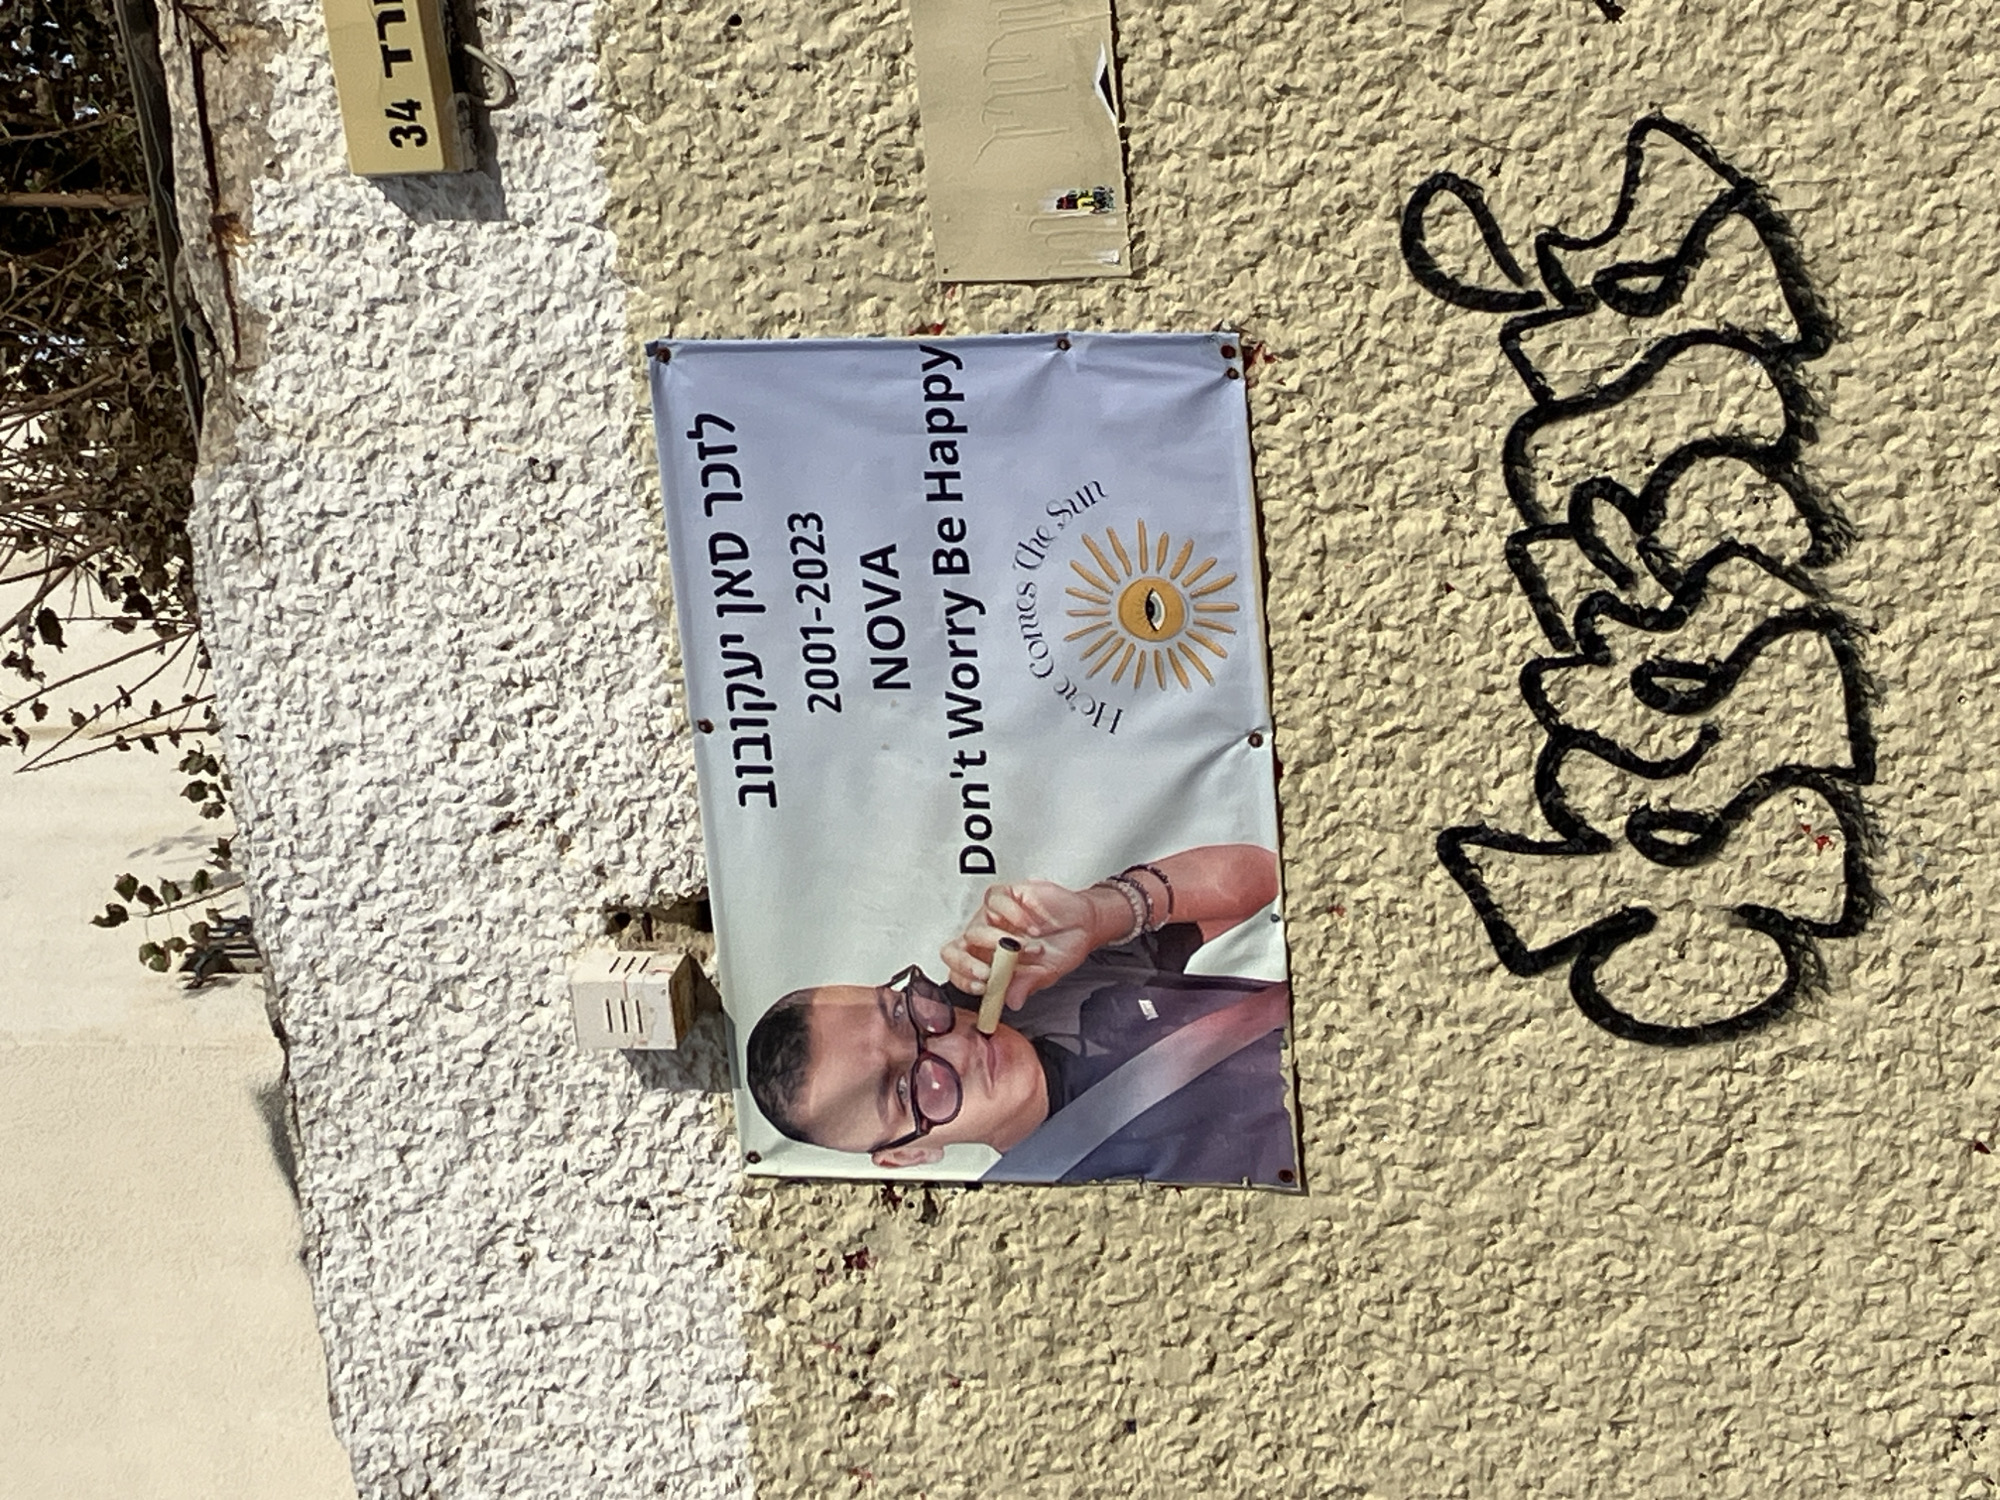 34
לזכר סאן יעקובוב
2001-2023
NOVA
Don't Worry Be Happy
Here Comes The Sun